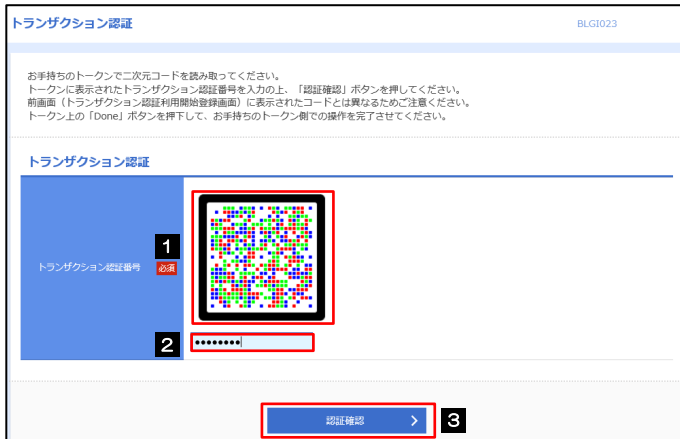 トランザクション認証
BLGI023
お手持ちのトークンで二次元コードを読み取ってください。
トークンに表示されたトランザクション認証番号を入力の上、「認証確認」ボタンを押してください。
前画面(トランザクション認証利用開始登録画面)に表示されたコードとは異なるためご注意ください。
トークン上の「Done」ボタンを押下して、お手持ちのトークン側での操作を完了させてください。
トランザクション認証
1
トランザクション認証番号 必須
2
••••••••
認証確認
3